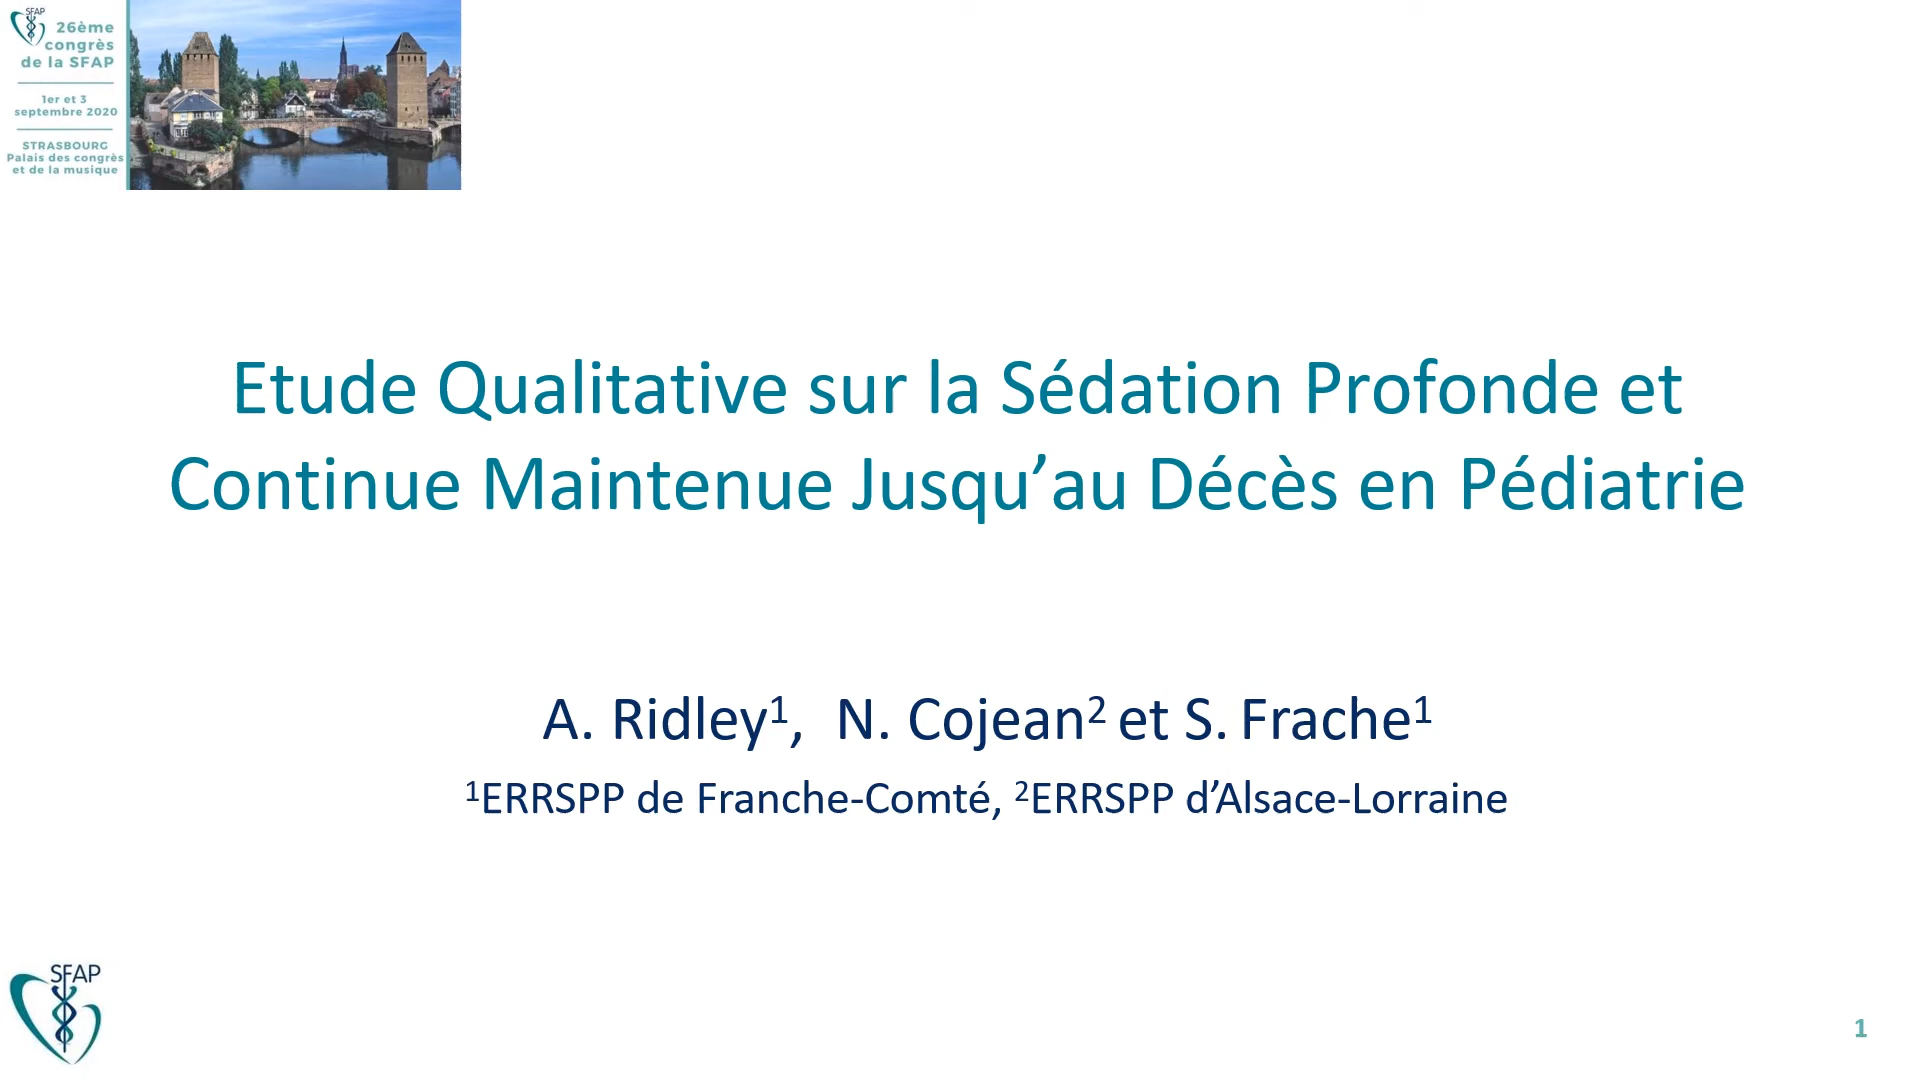 SFAP
26ème
congrès
de la SFAP
1er et 3
septembre 2020
STRASBOURG
Palais des congrès
et de la musique
Etude Qualitative sur la Sédation Profonde et
Continue Maintenue Jusqu’au Décès en Pédiatrie
A. Ridley¹, N. Cojean² et S. Frache¹
¹ERRSPP de Franche-Comté, ²ERRSPP d’Alsace-Lorraine
SFAP
1